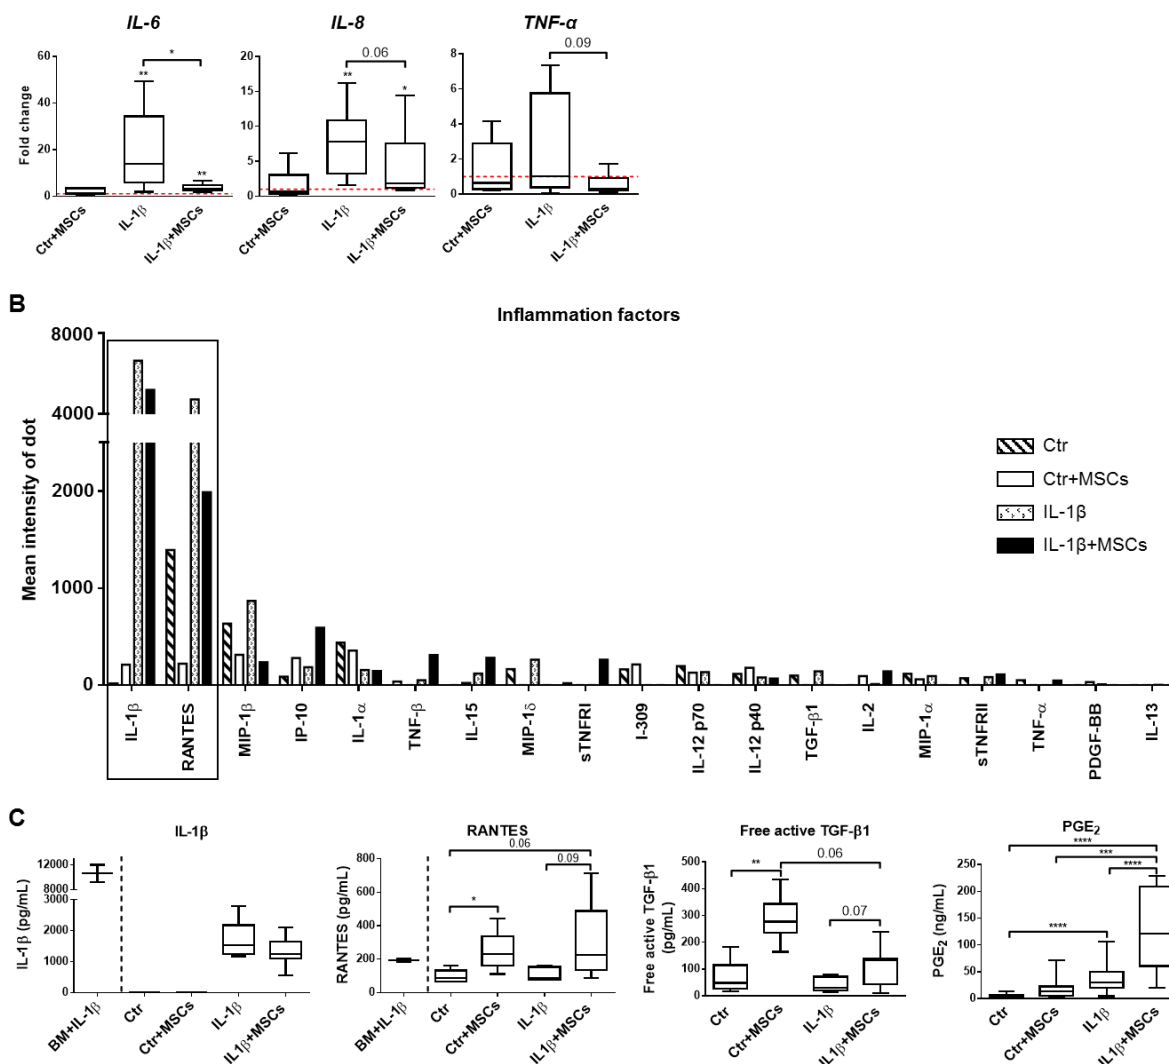 IL-6
IL-8
TNF-α
Fold change
60
40
20
0
**
*
**
Ctr+MSCs
IL-1β
IL-1β+MSCs
20
15
10
5
0
**
0.06
*
Ctr+MSCs
IL-1β
IL-1β+MSCs
8
6
4
2
0
0.09
Ctr+MSCs
IL-1β
IL-1β+MSCs
B
Inflammation factors
Mean intensity of dot
8000
4000
2000
1000
0
Ctr
Ctr+MSCs
IL-1β
IL-1β+MSCs
IL-1β
RANTES
MIP-1β
IP-10
IL-1α
TNF-β
IL-15
MIP-1δ
sTNFRI
I-309
IL-12 p70
IL-12 p40
TGF-β1
IL-2
MIP-1α
sTNFRII
TNF-α
PDGF-BB
IL-13
C
IL-1β
IL-1β (pg/mL)
12000
8000
3000
2000
1000
0
BM+IL-1β
Ctr
Ctr+MSCs
IL-1β
IL1β+MSCs
RANTES
RANTES (pg/mL)
800
600
400
200
0
0.06
0.09
*
BM+IL-1β
Ctr
Ctr+MSCs
IL-1β
IL1β+MSCs
Free active TGF-β1
Free active TGF-β1
(pg/mL)
500
400
300
200
100
0
**
0.06
0.07
Ctr
Ctr+MSCs
IL-1β
IL1β+MSCs
PGE₂
PGE₂ (ng/mL)
250
200
150
100
50
0
****
***
****
****
Ctr
Ctr+MSCs
IL1β
IL1β+MSCs